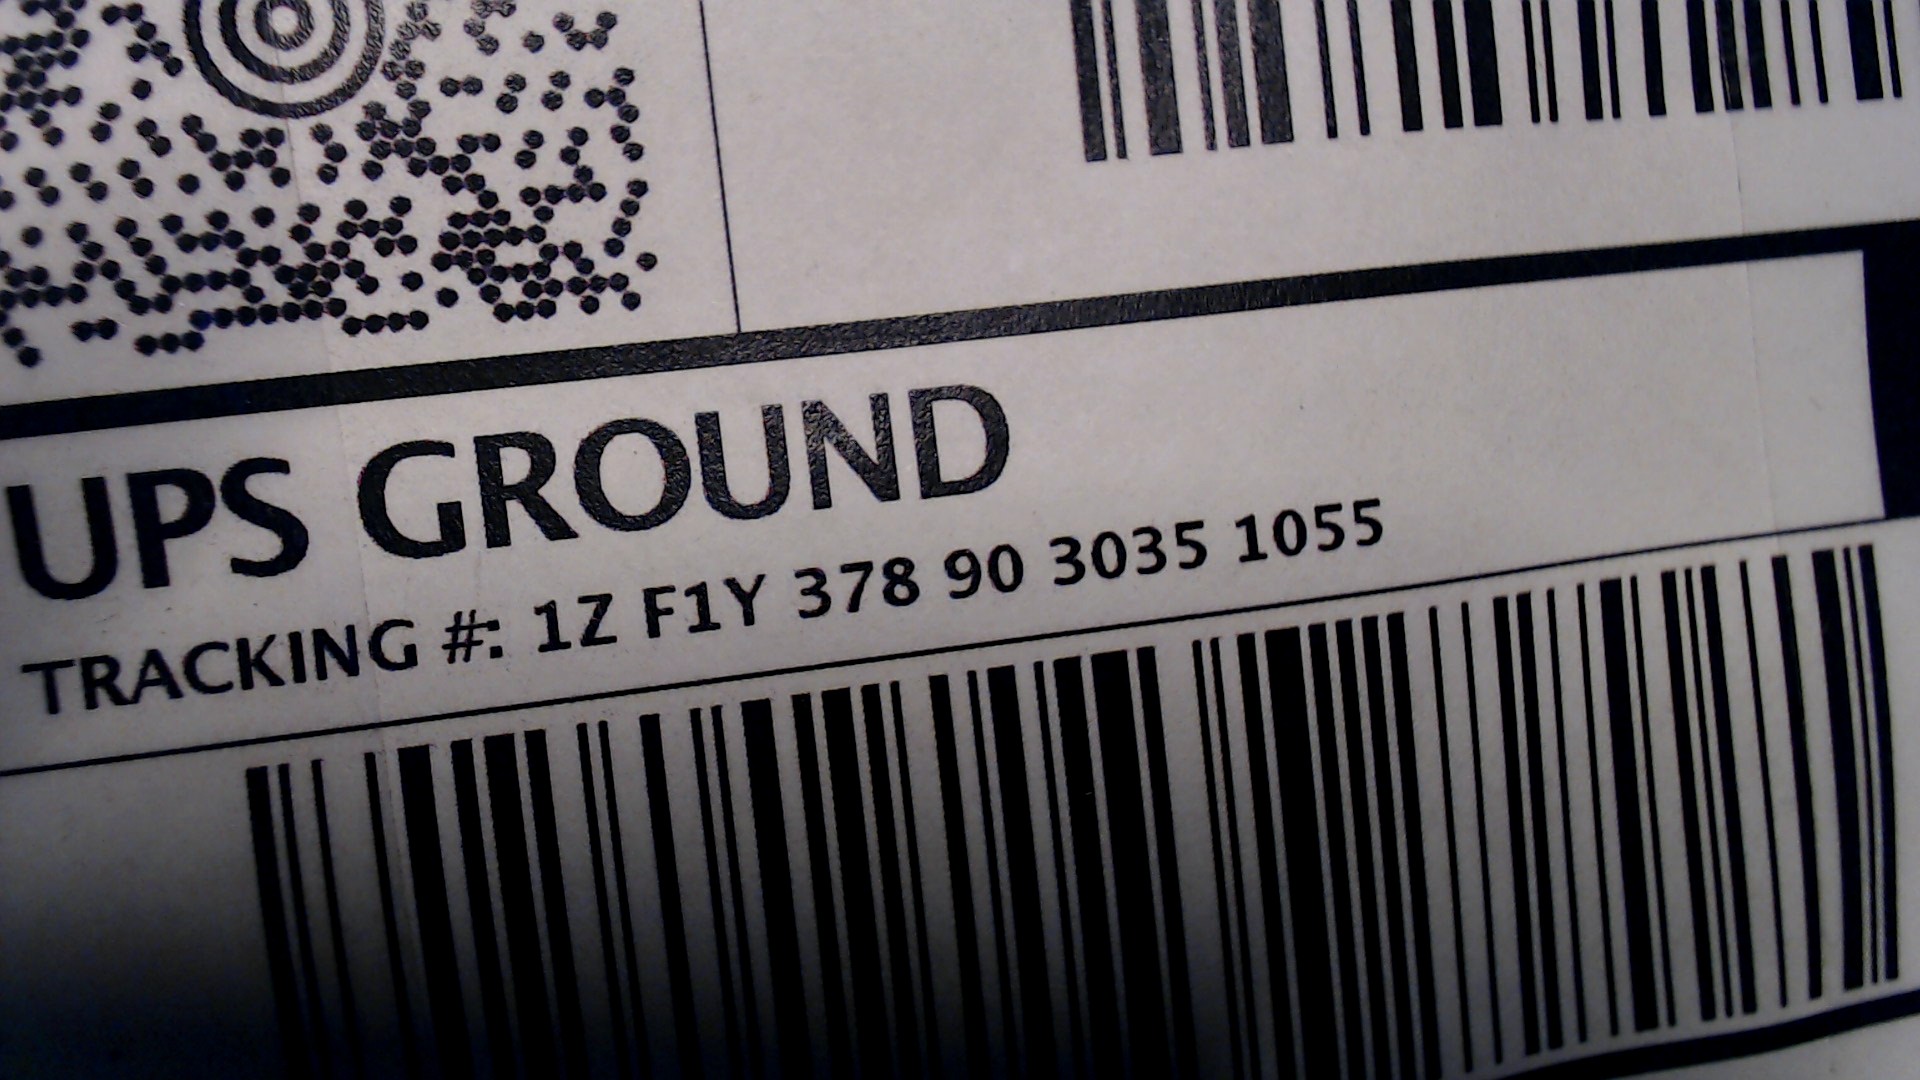 UPS GROUND
TRACKING #: 1Z F1Y 378 90 3035 1055